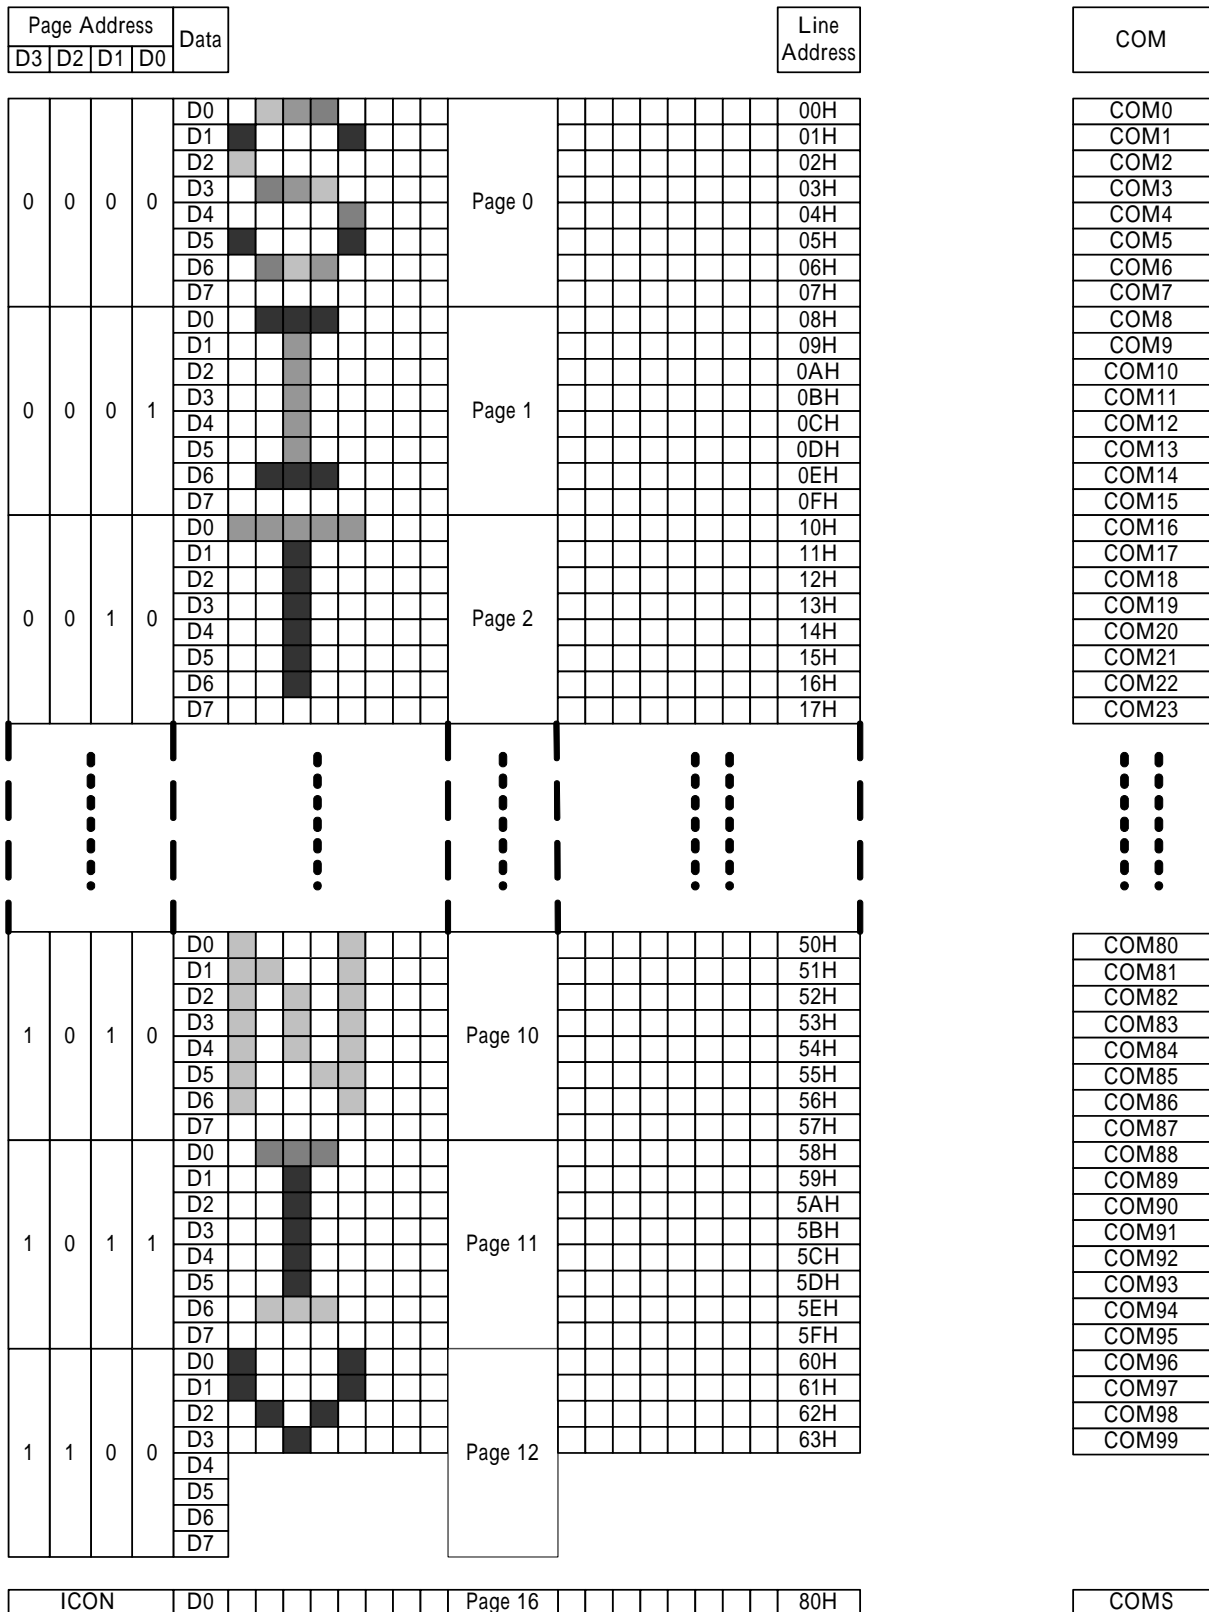 Page Address Data Line Address COM
D3 D2 D1 D0
D0 00H COM0
D1 01H COM1
D2 02H COM2
D3 03H COM3
0 0 0 0 Page 0
D4 04H COM4
D5 05H COM5
D6 06H COM6
D7 07H COM7
D0 08H COM8
D1 09H COM9
D2 0AH COM10
D3 0BH COM11
0 0 0 1 Page 1
D4 0CH COM12
D5 0DH COM13
D6 0EH COM14
D7 0FH COM15
D0 10H COM16
D1 11H COM17
D2 12H COM18
D3 13H COM19
0 0 1 0 Page 2
D4 14H COM20
D5 15H COM21
D6 16H COM22
D7 17H COM23
D0 50H COM80
D1 51H COM81
D2 52H COM82
D3 53H COM83
1 0 1 0 Page 10
D4 54H COM84
D5 55H COM85
D6 56H COM86
D7 57H COM87
D0 58H COM88
D1 59H COM89
D2 5AH COM90
D3 5BH COM91
1 0 1 1 Page 11
D4 5CH COM92
D5 5DH COM93
D6 5EH COM94
D7 5FH COM95
D0 60H COM96
D1 61H COM97
D2 62H COM98
D3 63H COM99
1 1 0 0 Page 12
D4
D5
D6
D7
ICON D0 Page 16 80H COMS